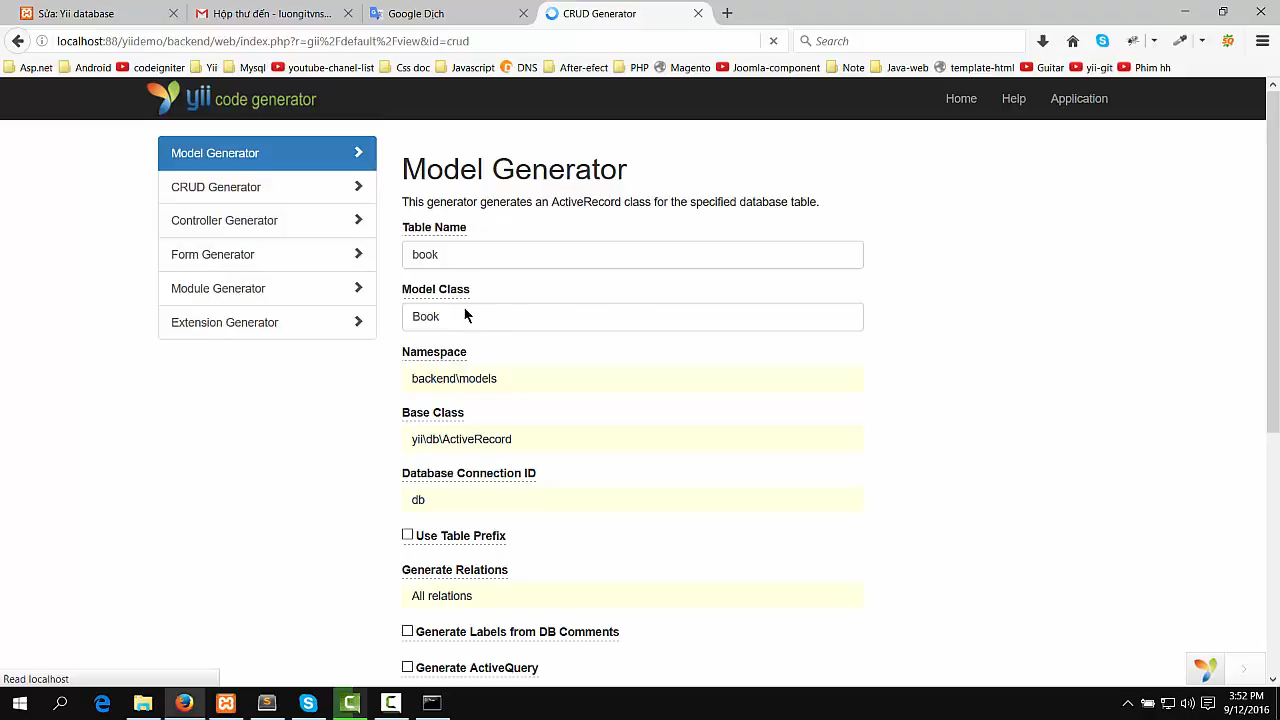 Sửa: Yii database
Hộp thư đến - luongitvns...
Google Dịch
CRUD Generator
localhost:88/yiidemo/backend/web/index.php?r=gii%2Fdefault%2Fview&id=crud
Search
Asp.net Android codeigniter Yii Mysql youtube-chanel-list Css doc Javascript DNS After-efect PHP Magento Joomla-component Note Java-web template-html Guitar yii-git Phim hh
yii code generator
Home Help Application
Model Generator
CRUD Generator
Controller Generator
Form Generator
Module Generator
Extension Generator
Model Generator
This generator generates an ActiveRecord class for the specified database table.
Table Name
book
Model Class
Book
Namespace
backend\models
Base Class
yii\db\ActiveRecord
Database Connection ID
db
Use Table Prefix
Generate Relations
All relations
Generate Labels from DB Comments
Generate ActiveQuery
Read localhost
3:52 PM
9/12/2016